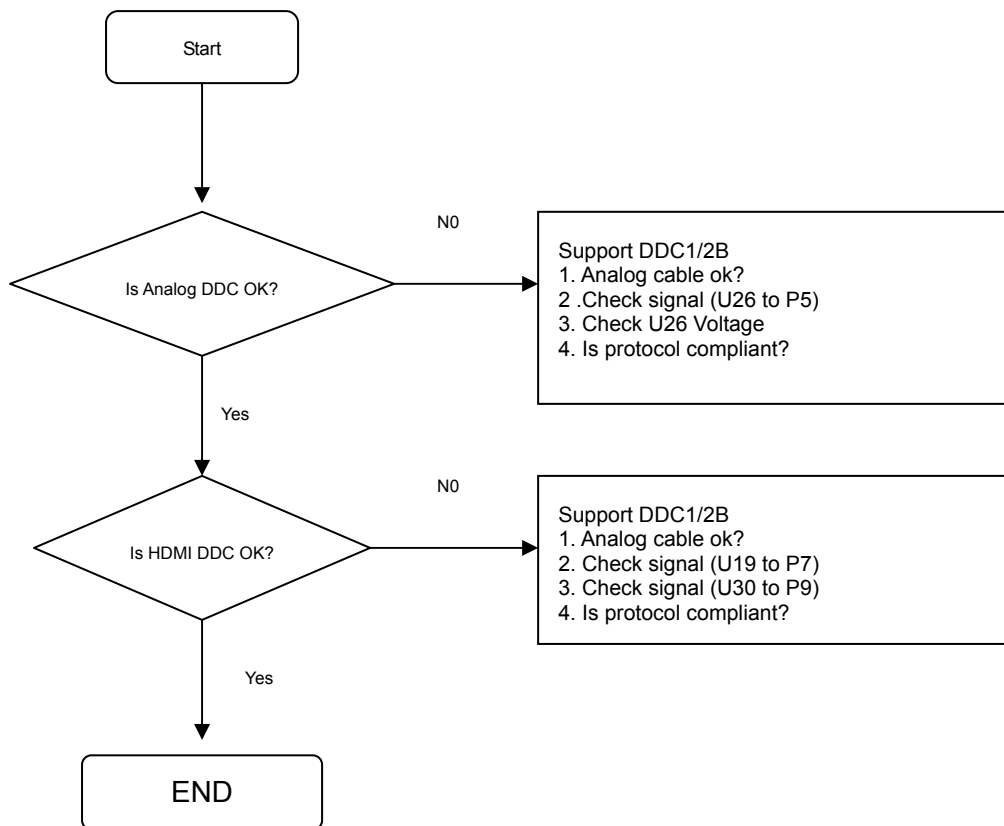 Start
Is Analog DDC OK?
N0
Support DDC1/2B
1. Analog cable ok?
2 .Check signal (U26 to P5)
3. Check U26 Voltage
4. Is protocol compliant?
Yes
Is HDMI DDC OK?
N0
Support DDC1/2B
1. Analog cable ok?
2. Check signal (U19 to P7)
3. Check signal (U30 to P9)
4. Is protocol compliant?
Yes
END